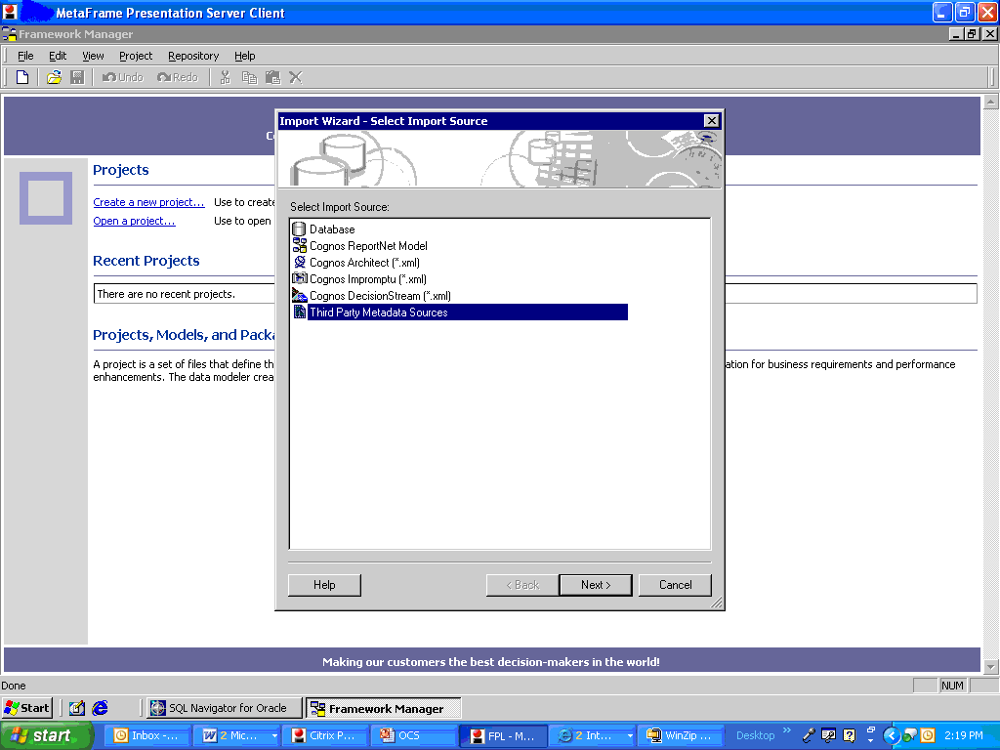 MetaFrame Presentation Server Client
Framework Manager
File Edit View Project Repository Help
Undo Redo
Import Wizard - Select Import Source
Projects
Create a new project... Use to create
Open a project... Use to open
Recent Projects
There are no recent projects.
Projects, Models, and
A project is a set of files that define ation for business requirements and performance
enhancements. The data modeler
Select Import Source:
Database
Cognos ReportNet Model
Cognos Architect (*.xml)
Cognos Impromptu (*.xml)
Cognos DecisionStream (*.xml)
Third Party Metadata Sources
Help < Back Next > Cancel
Making our customers the best decision-makers in the world!
Done NUM
Start SQL Navigator for Oracle Framework Manager
start Inbox -... 2 Mic... Citrix P... OCS FPL - M... 2 Int... WinZip ... Desktop » 2:19 PM